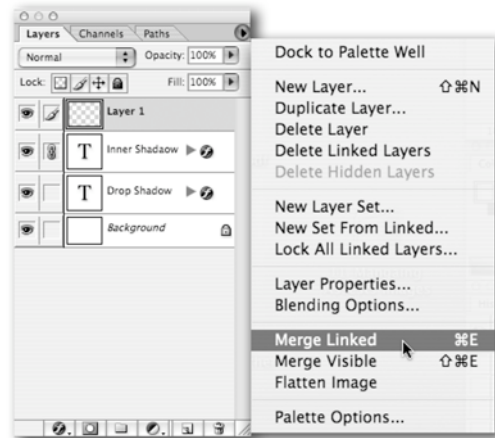 Layers Channels Paths
Normal Opacity: 100%
Lock: Fill: 100%
Layer 1
T Inner Shadaow
T Drop Shadow
Background
Dock to Palette Well
New Layer... ⇧⌘N
Duplicate Layer...
Delete Layer
Delete Linked Layers
Delete Hidden Layers
New Layer Set...
New Set From Linked...
Lock All Linked Layers...
Layer Properties...
Blending Options...
Merge Linked ⌘E
Merge Visible ⇧⌘E
Flatten Image
Palette Options...